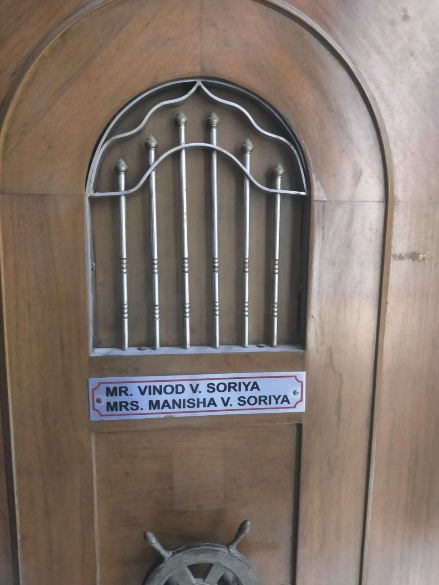 MR. VINOD V. SORIYA
MRS. MANISHA V. SORIYA